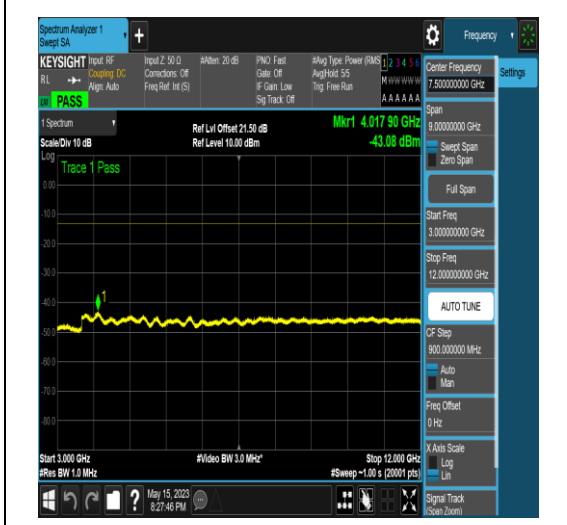 Spectrum Analyzer 1
Swept SA
Frequency
KEYSIGHT
RL
Input: RF
Coupling: DC
Align: Auto
Input Z: 50 Ω
Corrections: Off
Freq Ref: Int (S)
#Atten: 20 dB
PNO: Fast
Gate: Off
IF Gain: Low
Sig Track: Off
#Avg Type: Power (RMS
Avg|Hold: 5/5
Trig: Free Run
1 2 3 4 5 6
M W W W W W
A A A A A A
PASS
1 Spectrum
Scale/Div 10 dB
Ref Lvl Offset 21.50 dB
Ref Level 10.00 dBm
Mkr1 4.017 90 GHz
-43.08 dBm
Log
Trace 1 Pass
0.00
-10.0
-20.0
-30.0
-40.0
-50.0
-60.0
-70.0
-80.0
1
Start 3.000 GHz
#Res BW 1.0 MHz
#Video BW 3.0 MHz*
Stop 12.000 GHz
#Sweep ~1.00 s (20001 pts)
May 15, 2023
8:27:46 PM
?
Center Frequency
7.500000000 GHz
Settings
Span
9.00000000 GHz
Swept Span
Zero Span
Full Span
Start Freq
3.000000000 GHz
Stop Freq
12.000000000 GHz
AUTO TUNE
CF Step
900.000000 MHz
Auto
Man
Freq Offset
0 Hz
X Axis Scale
Log
Lin
Signal Track
(Span Zoom)